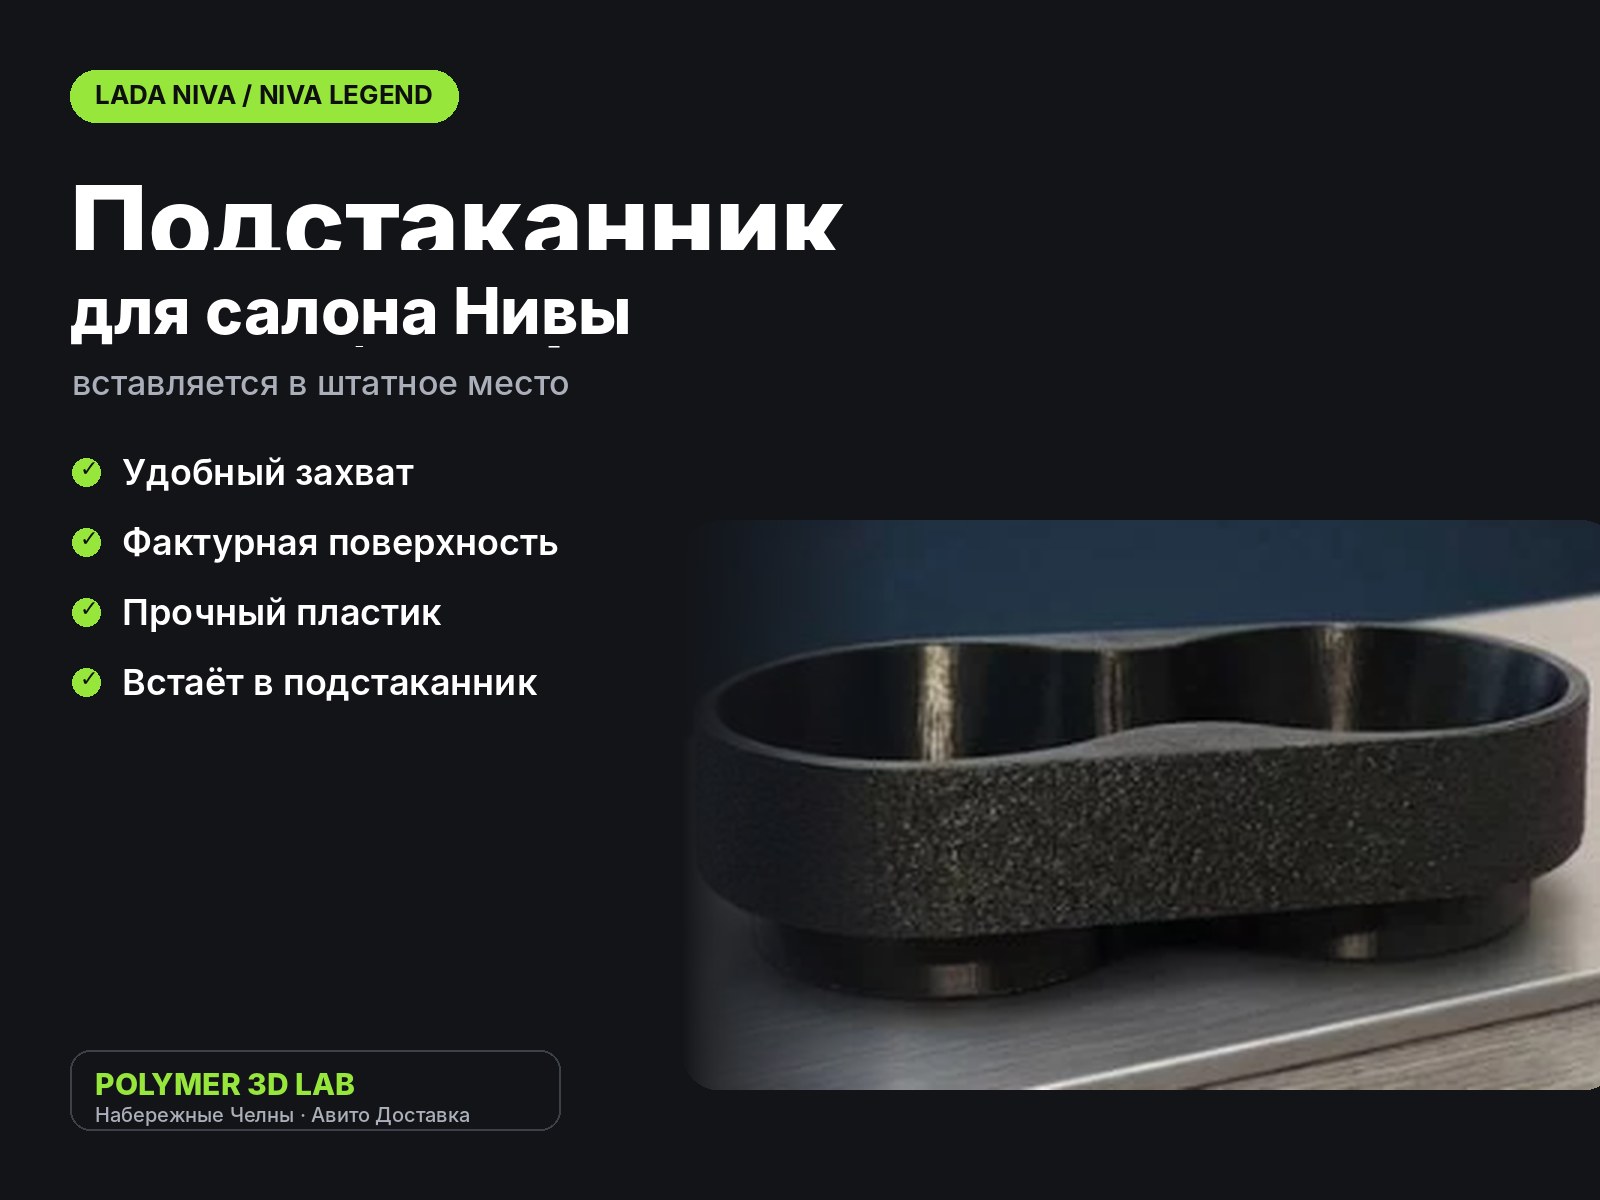 LADA NIVA / NIVA LEGEND
Подстаканник
для салона Нивы
вставляется в штатное место
Удобный захват
Фактурная поверхность
Прочный пластик
Встаёт в подстаканник
POLYMER 3D LAB
Набережные Челны · Авито Доставка